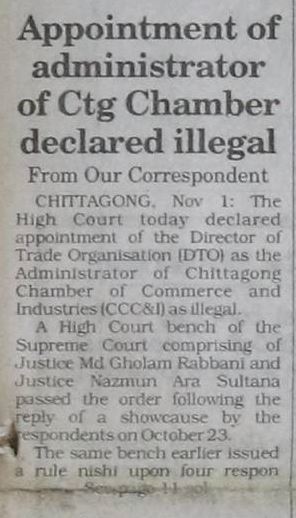 Appointment of
administrator
of Ctg Chamber
declared illegal
From Our Correspondent
CHITTAGONG, Nov 1: The
High Court today declared
appointment of the Director of
Trade Organisation (DTO) as the
Administrator of Chittagong
Chamber of Commerce and
Industries (CCC&I) as illegal.
A High Court bench of the
Supreme Court comprising of
Justice Md Gholam Rabbani and
Justice Nazmun Ara Sultana
passed the order following the
reply of a showcause by the
respondents on October 23.
The same bench earlier issued
a rule nishi upon four respon
See page 11 col